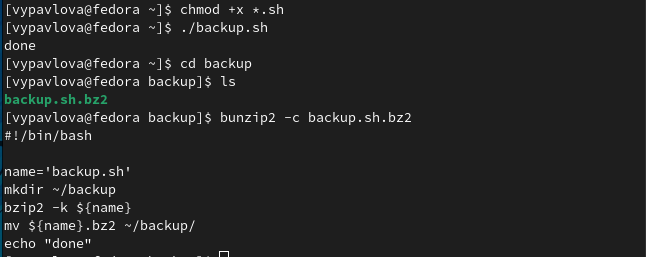 [vypavlova@fedora ~]$ chmod +x *.sh
[vypavlova@fedora ~]$ ./backup.sh
done
[vypavlova@fedora ~]$ cd backup
[vypavlova@fedora backup]$ ls
backup.sh.bz2
[vypavlova@fedora backup]$ bunzip2 -c backup.sh.bz2
#!/bin/bash

name='backup.sh'
mkdir ~/backup
bzip2 -k ${name}
mv ${name}.bz2 ~/backup/
echo "done"